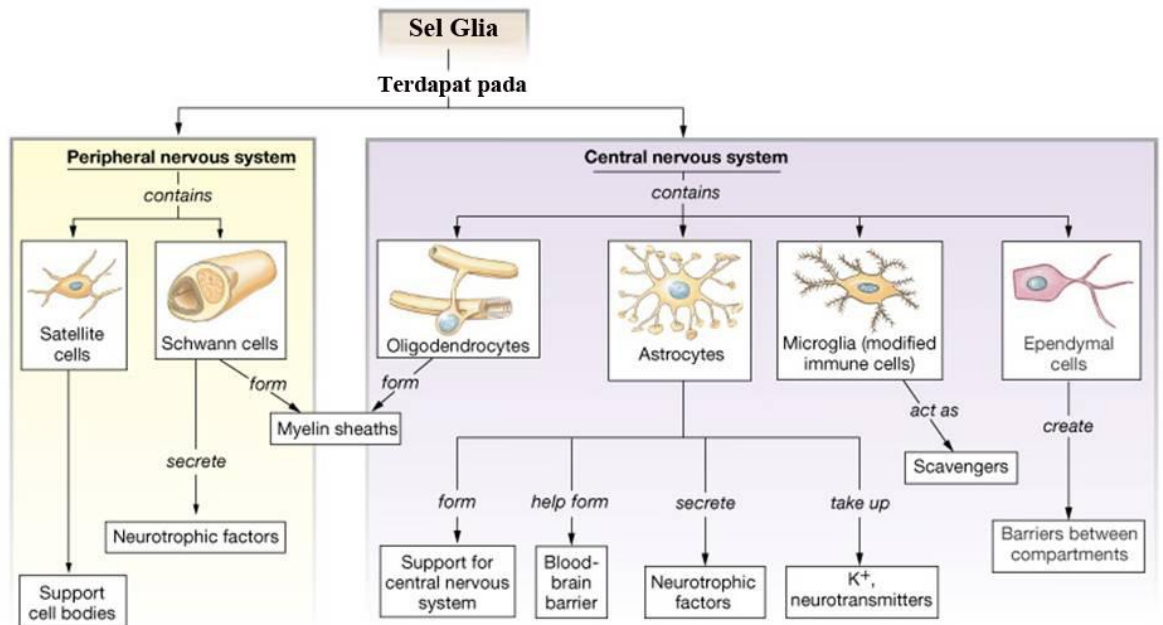 Sel Glia
Terdapat pada
Peripheral nervous system
contains
Satellite
cells
Schwann cells
form
secrete
Neurotrophic factors
Support
cell bodies
Myelin sheaths
Central nervous system
contains
Oligodendrocytes
form
Astrocytes
Microglia (modified
immune cells)
Ependymal
cells
act as
Scavengers
create
Barriers between
compartments
form
Support for
central nervous
system
help form
Blood-
brain
barrier
secrete
Neurotrophic
factors
take up
K+,
neurotransmitters